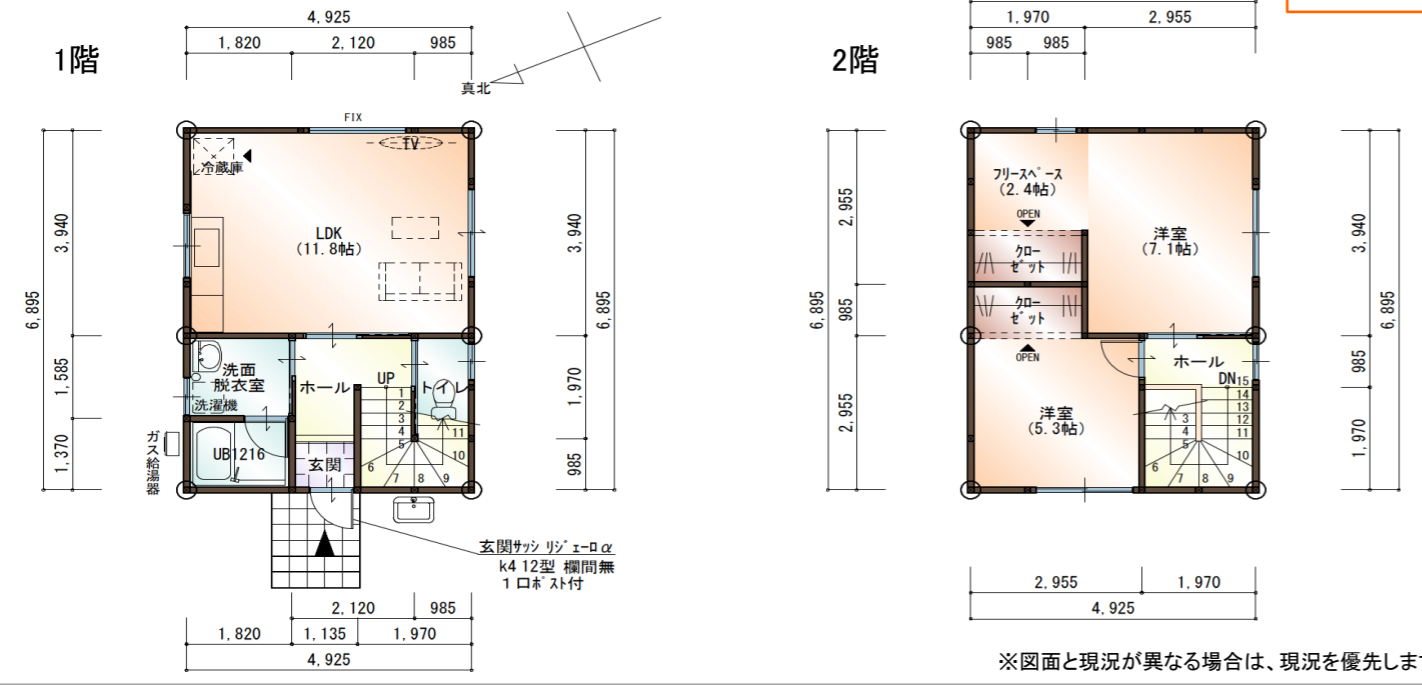 1階
4,925
1,820
2,120
985
真北
FIX
TV
冷蔵庫
LDK
(11.8帖)
6,895
3,940
1,585
1,370
3,940
1,970
985
6,895
洗面
脱衣室
洗濯機
ホール
UP
トイレ
1
2
3
4
5
6
7
8
9
10
11
UB1216
玄関
ガス給湯器
玄関サッシ リジェーロα
k4 12型 欄間無
1口ポスト付
2,120
985
1,820
1,135
1,970
4,925
2階
1,970
2,955
985
985
フリースペース
(2.4帖)
OPEN
クロー
ゼット
洋室
(7.1帖)
クロー
ゼット
OPEN
6,895
2,955
985
2,955
3,940
985
1,970
6,895
ホール
DN
15
14
13
12
11
10
9
8
7
6
5
4
3
洋室
(5.3帖)
2,955
1,970
4,925
※図面と現況が異なる場合は、現況を優先しま